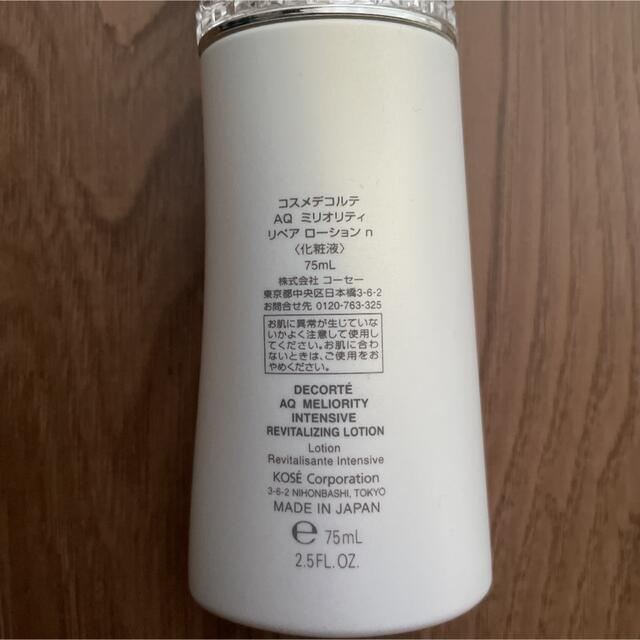 コスメデコルテ
AQ ミリオリティ
リペア ローション n
〈化粧液〉
75mL
株式会社 コーセー
東京都中央区日本橋3-6-2
お問合せ先 0120-763-325
お肌に異常が生じていな
いかよく注意して使用し
てください。お肌に合わ
ないときは、ご使用をお
やめください。
DECORTÉ
AQ MELIORITY
INTENSIVE
REVITALIZING LOTION
Lotion
Revitalisante Intensive
KOSÉ Corporation
3-6-2 NIHONBASHI, TOKYO
MADE IN JAPAN
℮ 75mL
2.5FL.OZ.